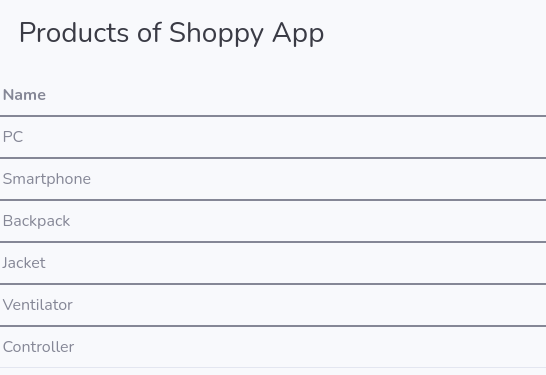 Products of Shoppy App
Name
PC
Smartphone
Backpack
Jacket
Ventilator
Controller